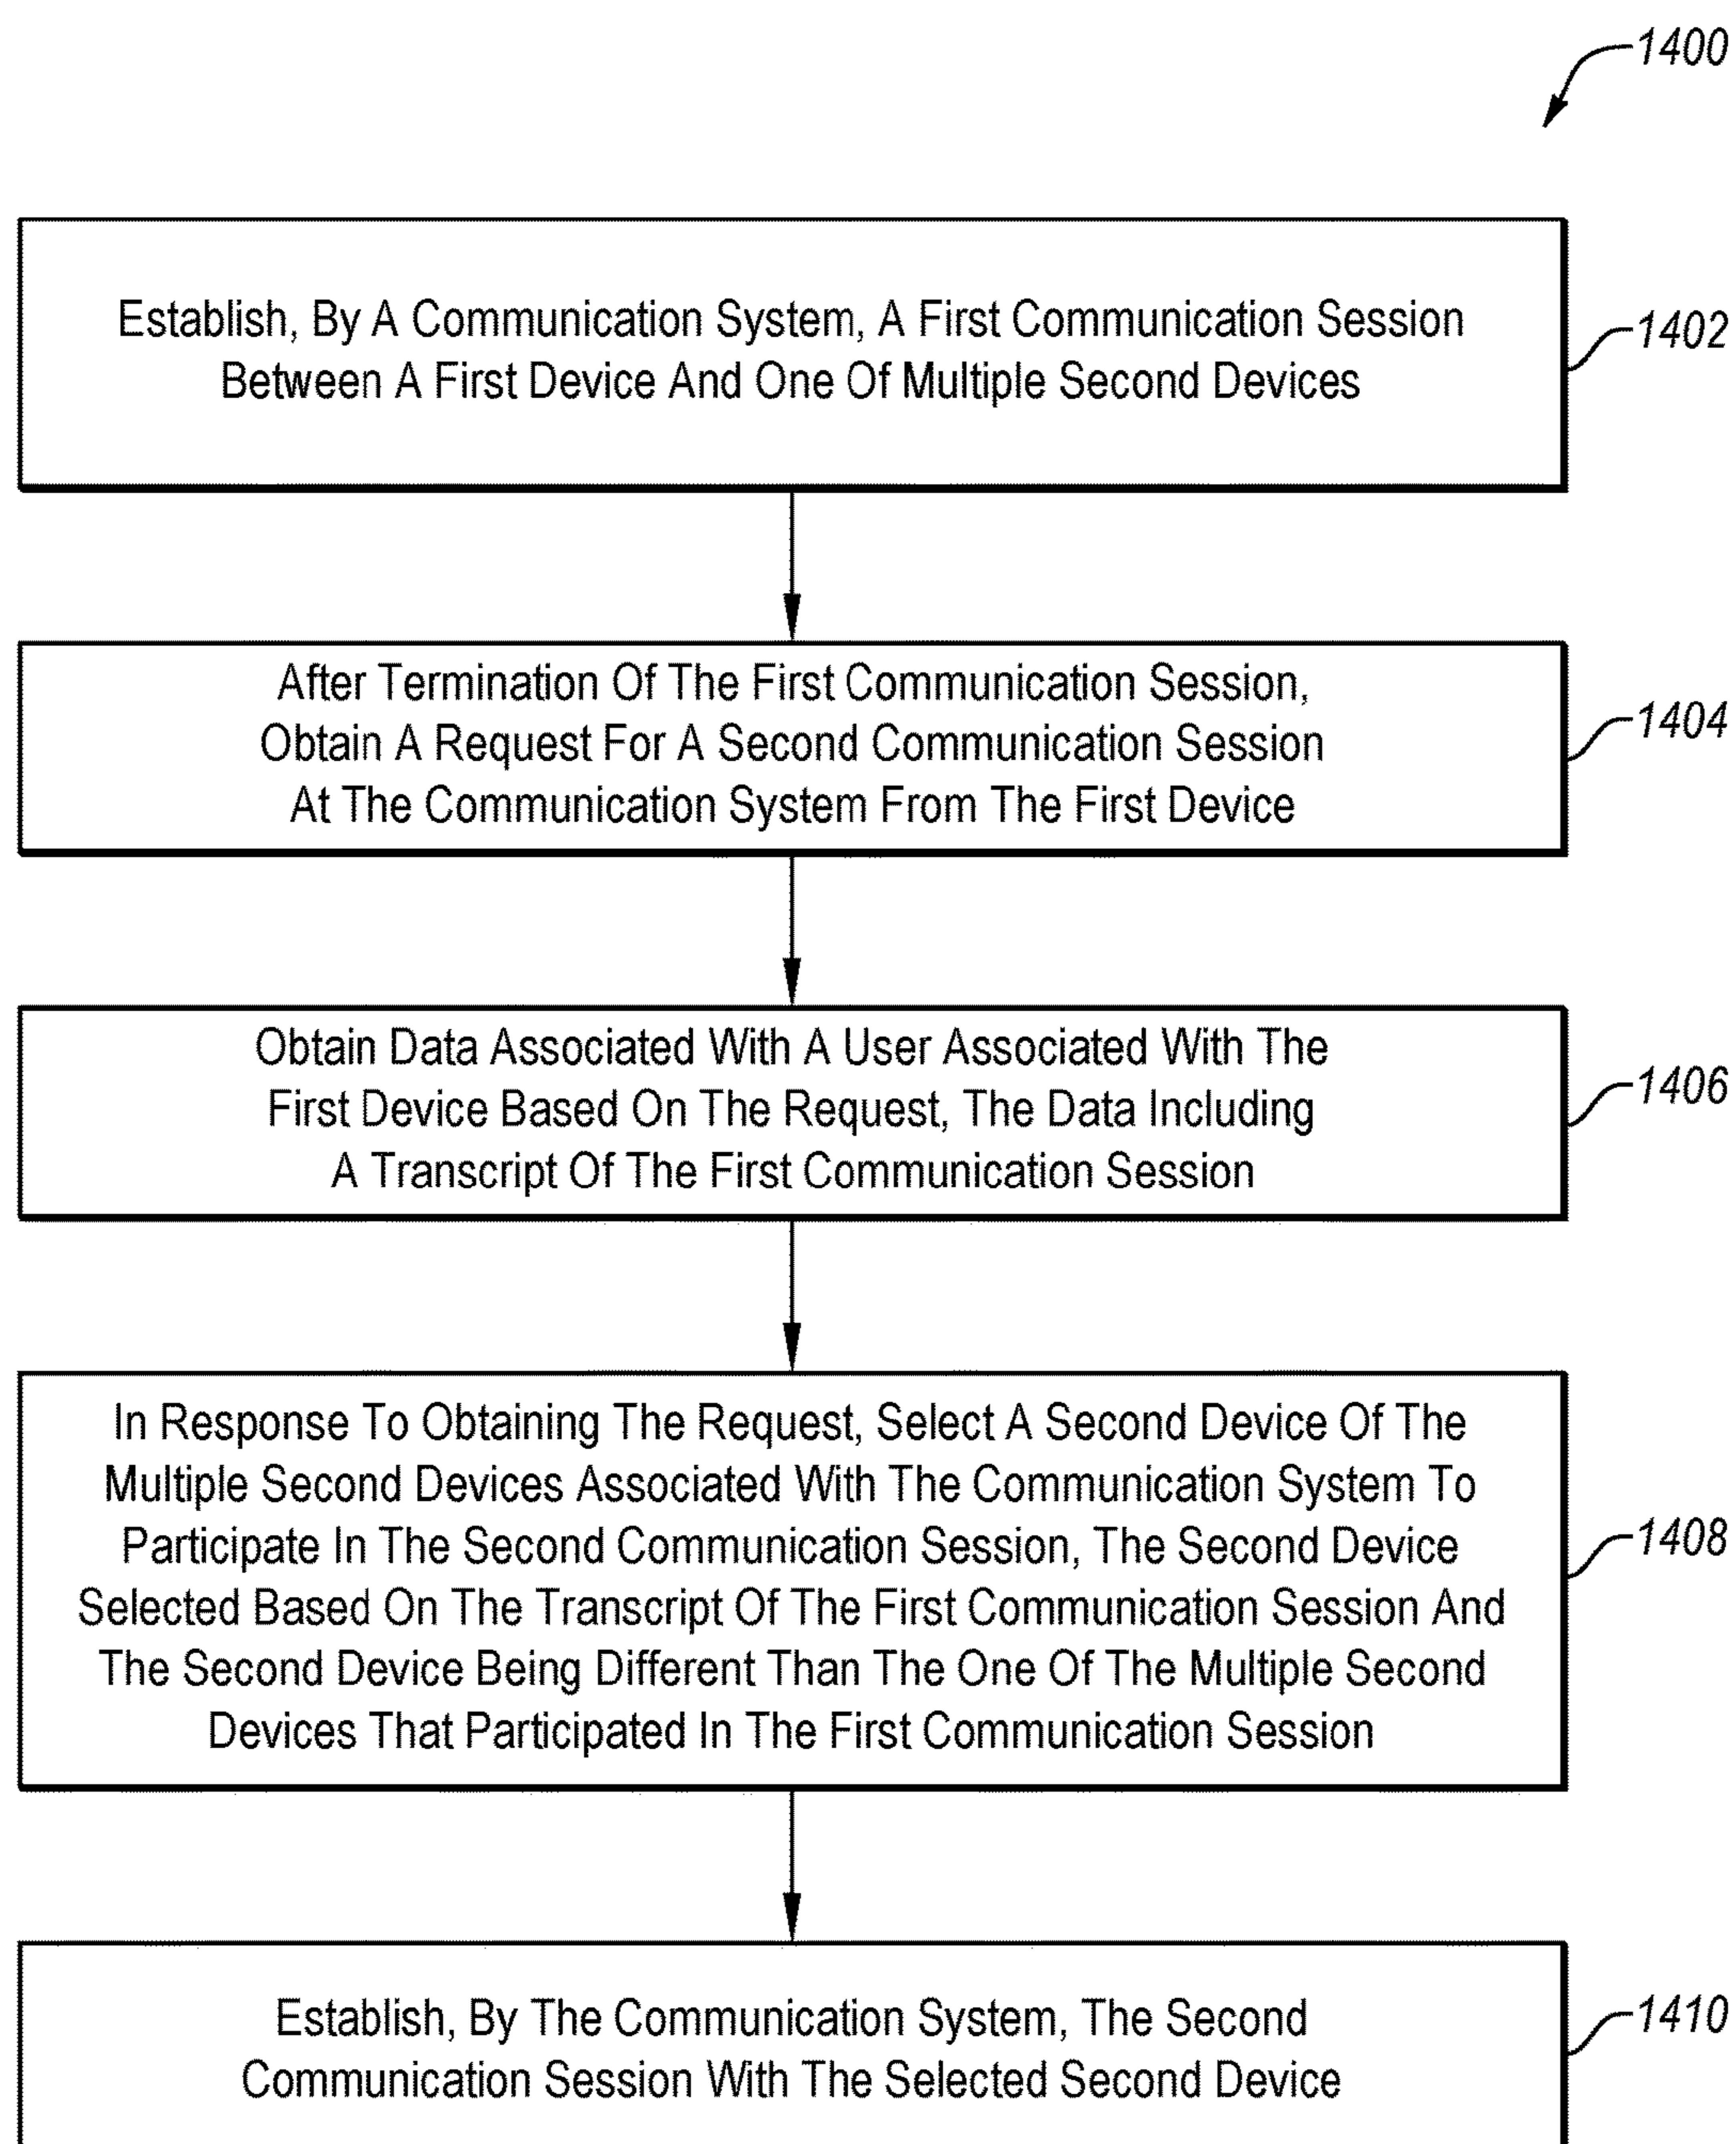 1400
Establish, By A Communication System, A First Communication Session
Between A First Device And One Of Multiple Second Devices
1402
After Termination Of The First Communication Session,
Obtain A Request For A Second Communication Session
At The Communication System From The First Device
1404
Obtain Data Associated With A User Associated With The
First Device Based On The Request, The Data Including
A Transcript Of The First Communication Session
1406
In Response To Obtaining The Request, Select A Second Device Of The
Multiple Second Devices Associated With The Communication System To
Participate In The Second Communication Session, The Second Device
Selected Based On The Transcript Of The First Communication Session And
The Second Device Being Different Than The One Of The Multiple Second
Devices That Participated In The First Communication Session
1408
Establish, By The Communication System, The Second
Communication Session With The Selected Second Device
1410